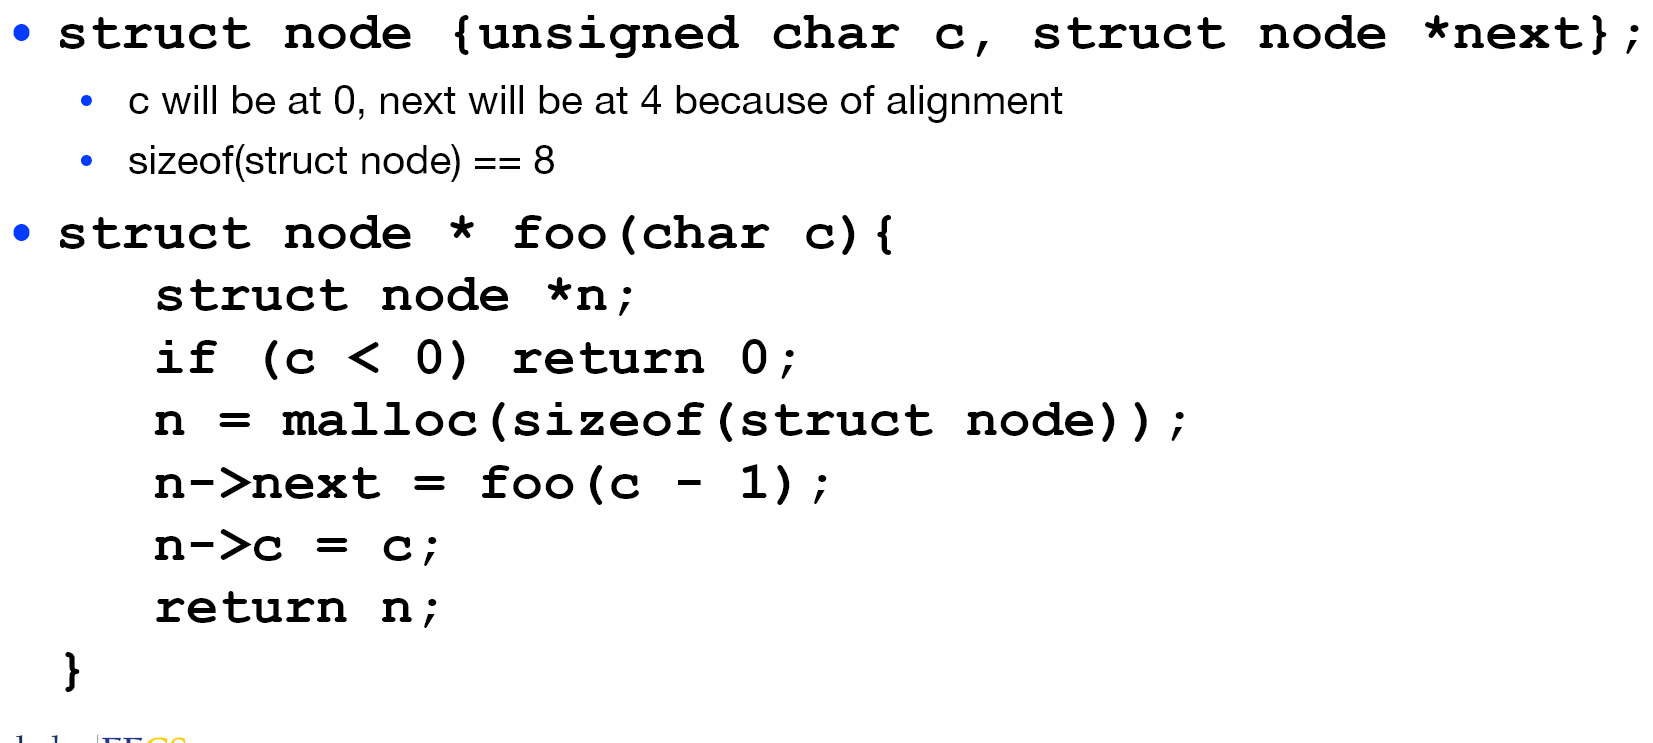 • struct node {unsigned char c, struct node *next};
• c will be at 0, next will be at 4 because of alignment
• sizeof(struct node) == 8
• struct node * foo(char c){
struct node *n;
if (c < 0) return 0;
n = malloc(sizeof(struct node));
n->next = foo(c - 1);
n->c = c;
return n;
}